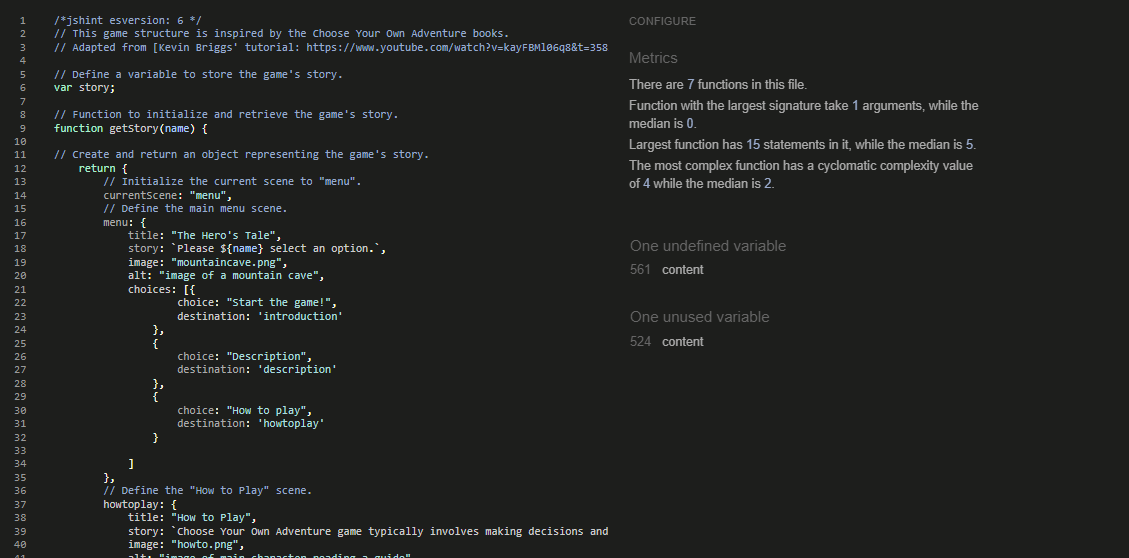 1 /*jshint esversion: 6 */
2 // This game structure is inspired by the Choose Your Own Adventure books.
3 // Adapted from [Kevin Briggs' tutorial: https://www.youtube.com/watch?v=kayFBMl06q8&t=358
4
5 // Define a variable to store the game's story.
6 var story;
7
8 // Function to initialize and retrieve the game's story.
9 function getStory(name) {
10
11 // Create and return an object representing the game's story.
12 return {
13 // Initialize the current scene to "menu".
14 currentScene: "menu",
15 // Define the main menu scene.
16 menu: {
17 title: "The Hero's Tale",
18 story: `Please ${name} select an option.`,
19 image: "mountaincave.png",
20 alt: "image of a mountain cave",
21 choices: [{
22 choice: "Start the game!",
23 destination: 'introduction'
24 },
25 {
26 choice: "Description",
27 destination: 'description'
28 },
29 {
30 choice: "How to play",
31 destination: 'howtoplay'
32 }
33
34 ]
35 },
36 // Define the "How to Play" scene.
37 howtoplay: {
38 title: "How to Play",
39 story: `Choose Your Own Adventure game typically involves making decisions and
40 image: "howto.png",
41 alt: "image of main character reading a guide"
CONFIGURE
Metrics
There are 7 functions in this file.
Function with the largest signature take 1 arguments, while the
median is 0.
Largest function has 15 statements in it, while the median is 5.
The most complex function has a cyclomatic complexity value
of 4 while the median is 2.
One undefined variable
561 content
One unused variable
524 content